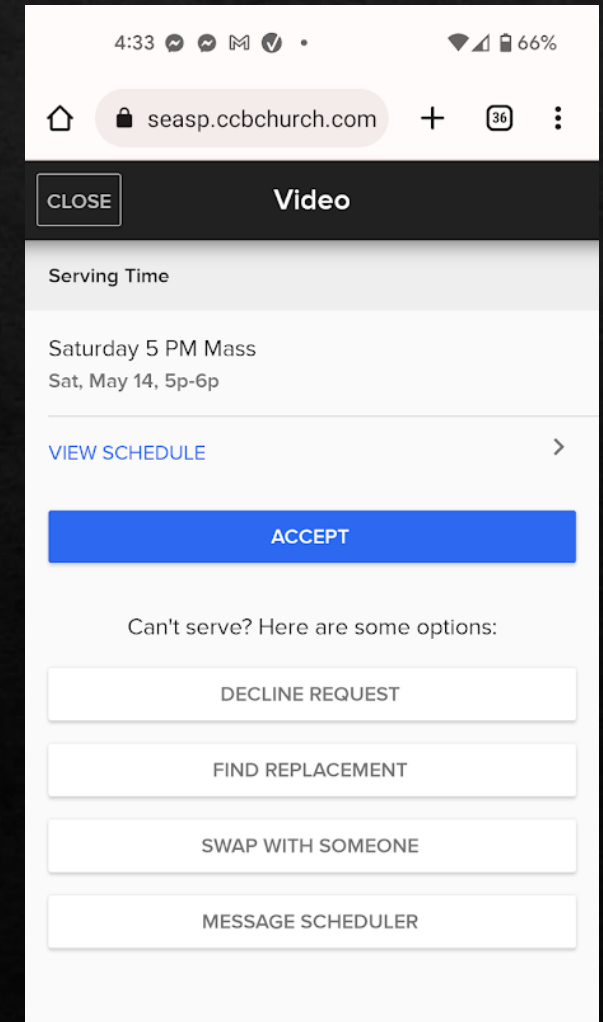 4:33 66%
seasp.ccbchurch.com 36
CLOSE Video
Serving Time
Saturday 5 PM Mass
Sat, May 14, 5p-6p
VIEW SCHEDULE
ACCEPT
Can't serve? Here are some options:
DECLINE REQUEST
FIND REPLACEMENT
SWAP WITH SOMEONE
MESSAGE SCHEDULER